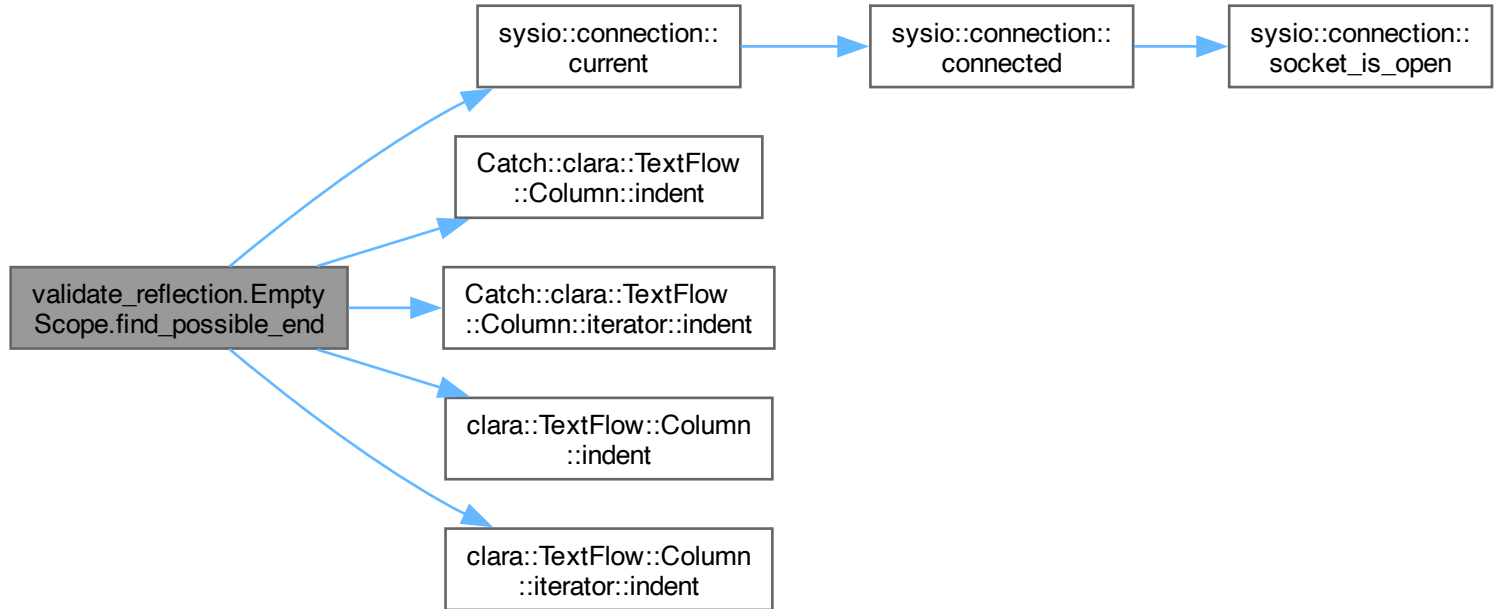 sysio::connection::
current
sysio::connection::
connected
sysio::connection::
socket_is_open
Catch::clara::TextFlow
::Column::indent
validate_reflection.Empty
Scope.find_possible_end
Catch::clara::TextFlow
::Column::iterator::indent
clara::TextFlow::Column
::indent
clara::TextFlow::Column
::iterator::indent